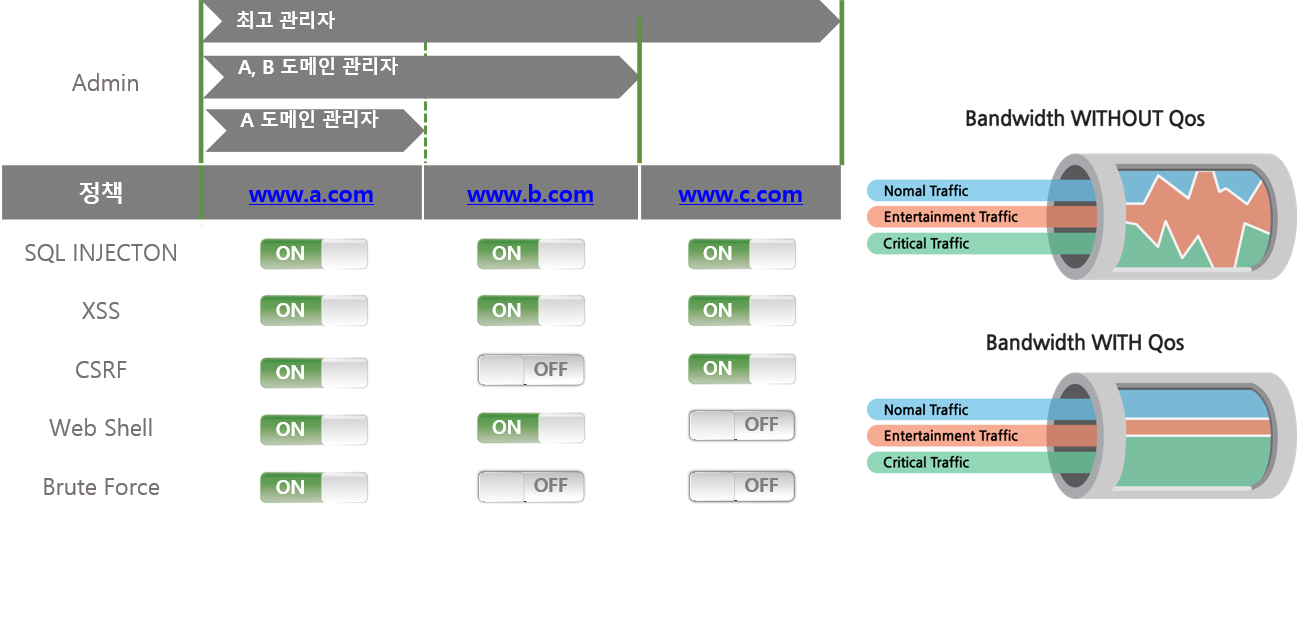 최고 관리자
Admin
A, B 도메인 관리자
A 도메인 관리자
정책 www.a.com www.b.com www.c.com
SQL INJECTON ON ON ON
XSS ON ON ON
CSRF ON OFF ON
Web Shell ON ON OFF
Brute Force ON OFF OFF
Bandwidth WITHOUT Qos
Nomal Traffic
Entertainment Traffic
Critical Traffic
Bandwidth WITH Qos
Nomal Traffic
Entertainment Traffic
Critical Traffic